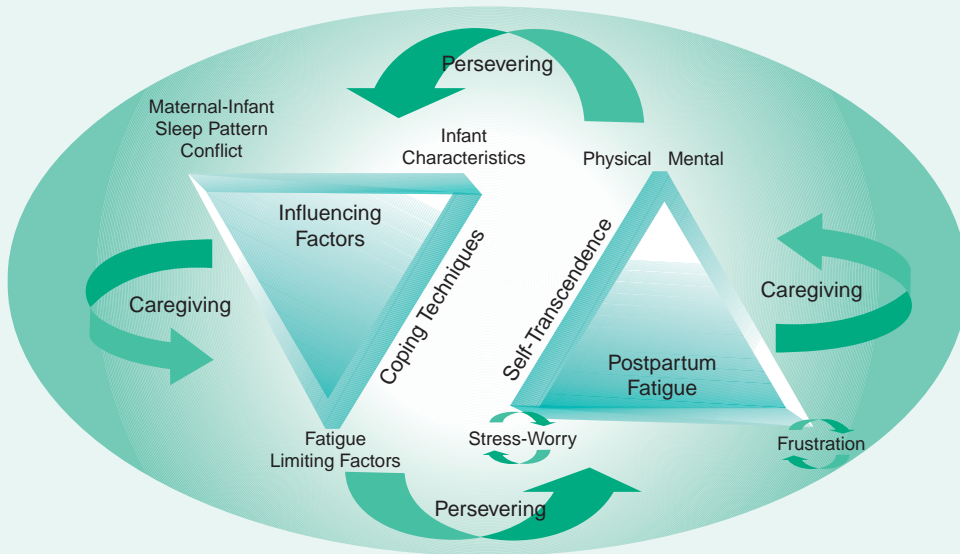 Persevering
Maternal-Infant
Sleep Pattern
Conflict
Infant
Characteristics
Physical Mental
Influencing
Factors
Coping Techniques
Self-Transcendence
Caregiving
Caregiving
Postpartum
Fatigue
Fatigue
Limiting Factors
Stress-Worry
Frustration
Persevering